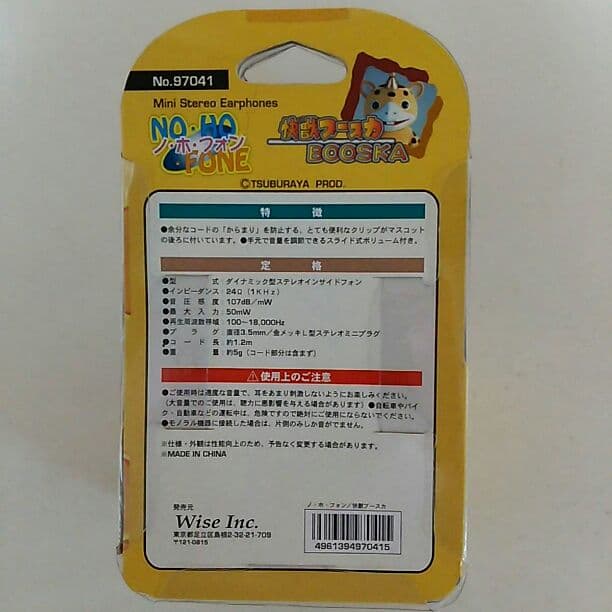 No.97041
Mini Stereo Earphones
NO・HO
ノ・ホ・フォン
FONE
快獣ブースカ
BOOSKA
©TSUBURAYA PROD.
特　徴
●余分なコードの「からまり」を防止する、とても便利なクリップがマスコット
の後ろに付いています。●手元で音量を調節できるスライド式ボリューム付き。
定　格
●型　式　ダイナミック型ステレオインサイドフォン
●インピーダンス　24Ω(1KHz)
●音圧感度　107dB/mW
●最大入力　50mW
●再生周波数帯域　100〜18,000Hz
●プラグ　直径3.5mm/金メッキL型ステレオミニプラグ
●コード長　約1.2m
●重　量　約5g(コード部分は含まず)
⚠使用上のご注意
●ご使用時は適度な音量で、耳をあまり刺激しないようにお楽しみください。
(大音量でのご使用は、聴力に悪影響を与える場合があります)●自転車やバイ
ク・自動車などの運転中は、危険ですので絶対にご使用にならないでください。
●モノラル機器に接続した場合は、片側のみしか音がでません。
※仕様・外観は性能向上のため、予告なく変更する場合があります。
※MADE IN CHINA
発売元
Wise Inc.
東京都足立区島根2-32-21-709
〒121-0815
ノ・ホ・フォン/快獣ブースカ
4961394970415